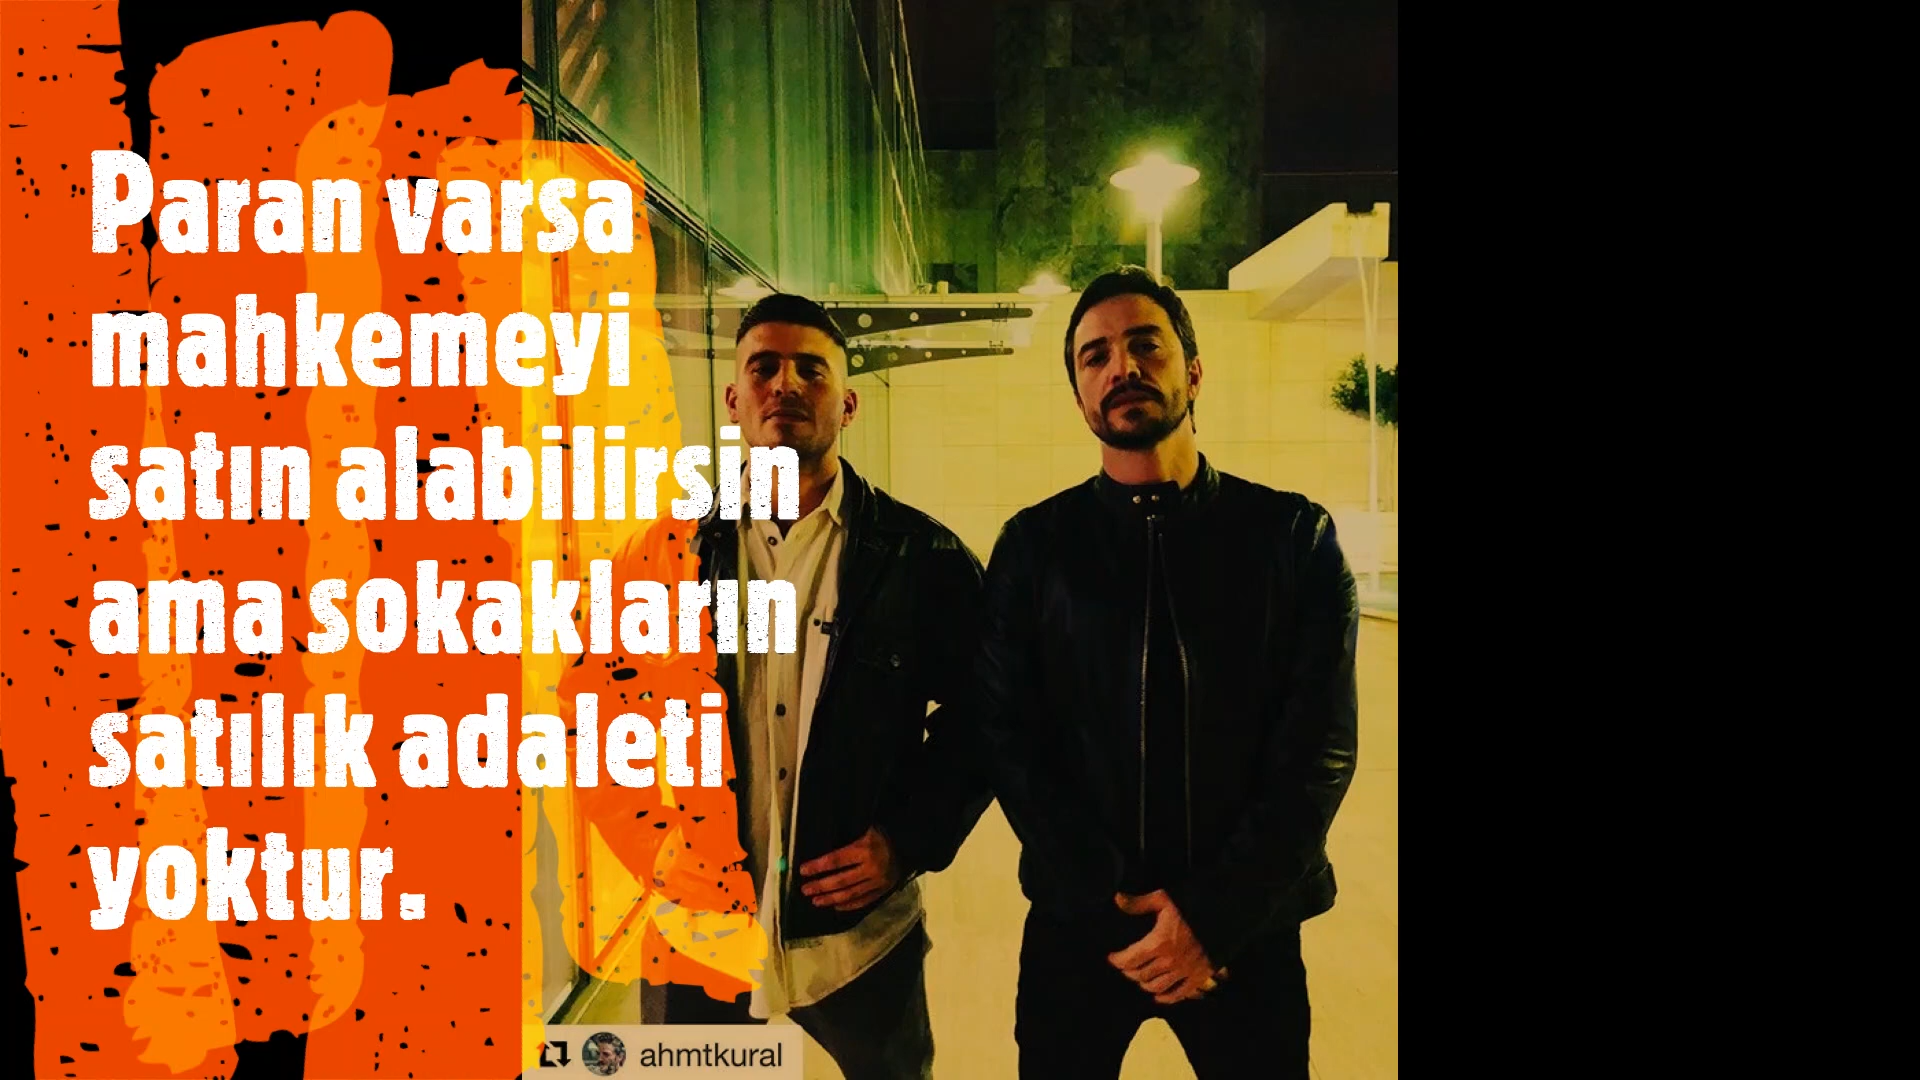 Paran varsa
mahkemeyi
satın alabilirsin
ama sokakların
satılık adaleti
yoktur.
ahmtkural